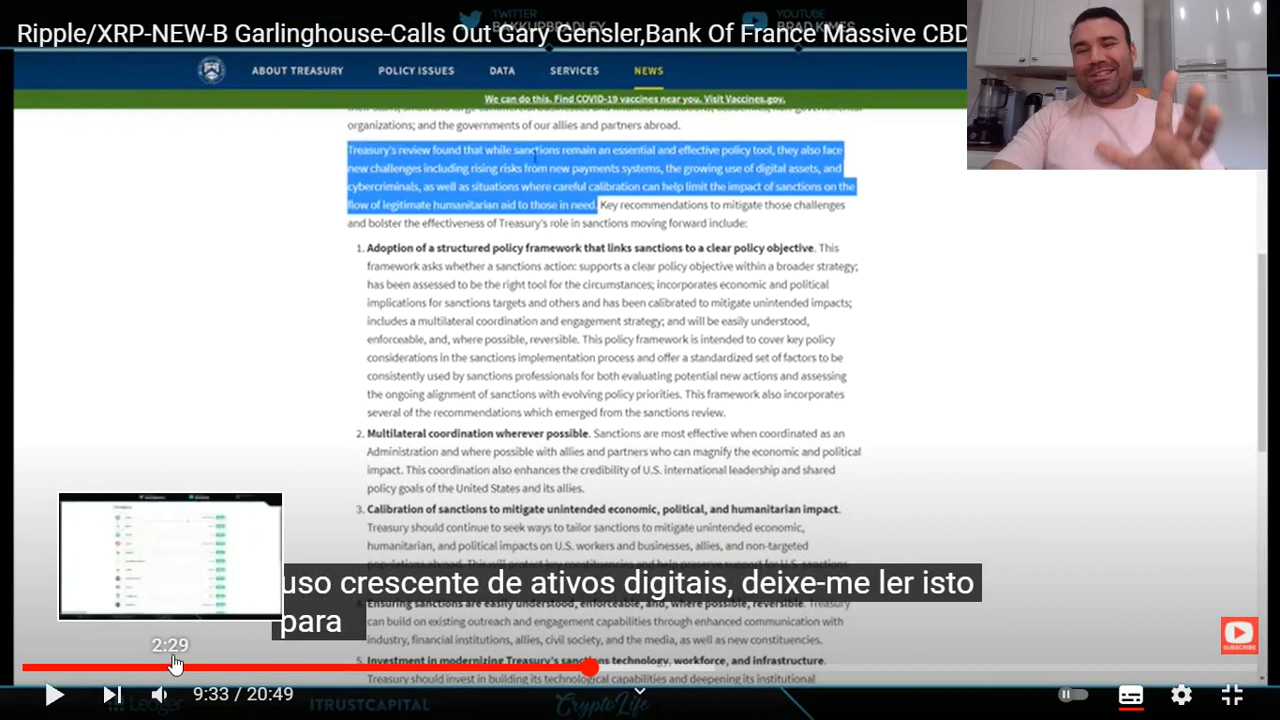 TWITTER
YOUTUBE
BAKKUPBRADLEY
BRAD KIMES
Ripple/XRP-NEW-B Garlinghouse-Calls Out Gary Gensler,Bank Of France Massive CBD
ABOUT TREASURY POLICY ISSUES DATA SERVICES NEWS
We can do this. Find COVID-19 vaccines near you. Visit Vaccines.gov.
organizations; and the governments of our allies and partners abroad.
Treasury's review found that while sanctions remain an essential and effective policy tool, they also face
new challenges including rising risks from new payments systems, the growing use of digital assets, and
cybercriminals, as well as situations where careful calibration can help limit the impact of sanctions on the
flow of legitimate humanitarian aid to those in need. Key recommendations to mitigate those challenges
and bolster the effectiveness of Treasury's role in sanctions moving forward include:
1. Adoption of a structured policy framework that links sanctions to a clear policy objective. This
framework asks whether a sanctions action: supports a clear policy objective within a broader strategy;
has been assessed to be the right tool for the circumstances; incorporates economic and political
implications for sanctions targets and others and has been calibrated to mitigate unintended impacts;
includes a multilateral coordination and engagement strategy; and will be easily understood,
enforceable, and, where possible, reversible. This policy framework is intended to cover key policy
considerations in the sanctions implementation process and offer a standardized set of factors to be
consistently used by sanctions professionals for both evaluating potential new actions and assessing
the ongoing alignment of sanctions with evolving policy priorities. This framework also incorporates
several of the recommendations which emerged from the sanctions review.
2. Multilateral coordination wherever possible. Sanctions are most effective when coordinated as an
Administration and where possible with allies and partners who can magnify the economic and political
impact. This coordination also enhances the credibility of U.S. international leadership and shared
policy goals of the United States and its allies.
3. Calibration of sanctions to mitigate unintended economic, political, and humanitarian impact.
Treasury should continue to seek ways to tailor sanctions to mitigate unintended economic,
humanitarian, and political impacts on U.S. workers and businesses, allies, and non-targeted
uso crescente de ativos digitais, deixe-me ler isto
para
Ensuring sanctions are easily understood, enforceable, and, where possible, reversible. Treasury
can build on existing outreach and engagement capabilities through enhanced communication with
industry, financial institutions, allies, civil society, and the media, as well as new constituencies.
5. Investment in modernizing Treasury's sanctions technology, workforce, and infrastructure.
Treasury should invest in building its technological capabilities and deepening its institutional
2:29
SUBSCRIBE
9:33 / 20:49
LEDGER
ITRUSTCAPITAL
CryptoLife